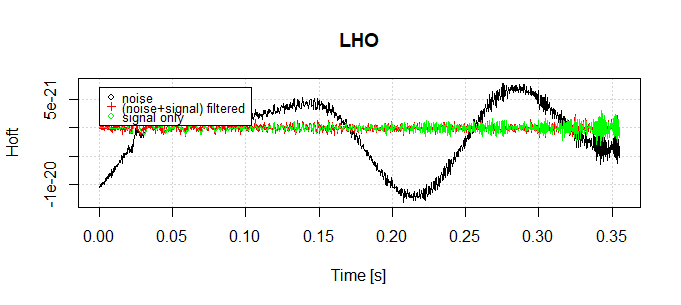 LHO
noise
(noise+signal) filtered
signal only
Hoft
5e-21
-1e-20
0.00 0.05 0.10 0.15 0.20 0.25 0.30 0.35
Time [s]